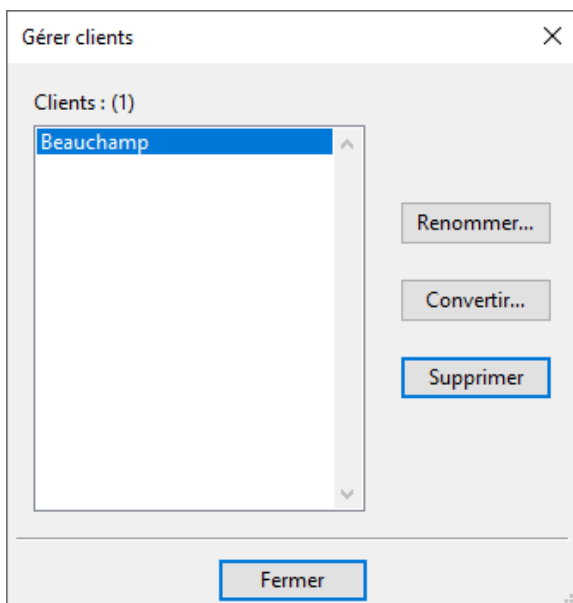 Gérer clients
Clients : (1)
Beauchamp
Renommer...
Convertir...
Supprimer
Fermer